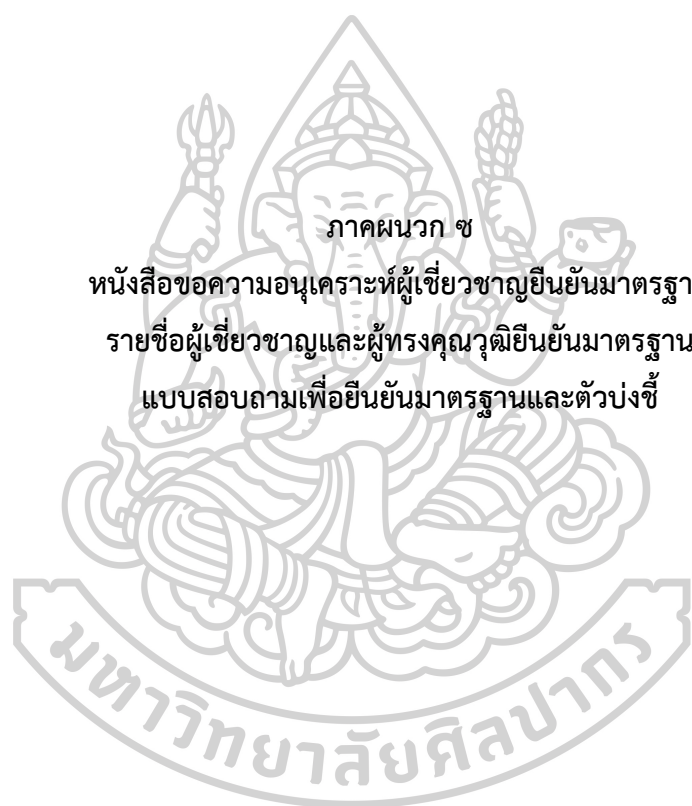 ภาคผนวก ซ
หนังสือขอความอนุเคราะห์ผู้เชี่ยวชาญยืนยันมาตรฐา
รายชื่อผู้เชี่ยวชาญและผู้ทรงคุณวุฒิยืนยันมาตรฐาน
แบบสอบถามเพื่อยืนยันมาตรฐานและตัวบ่งชี้
มหาวิทยาลัยศิลปากร